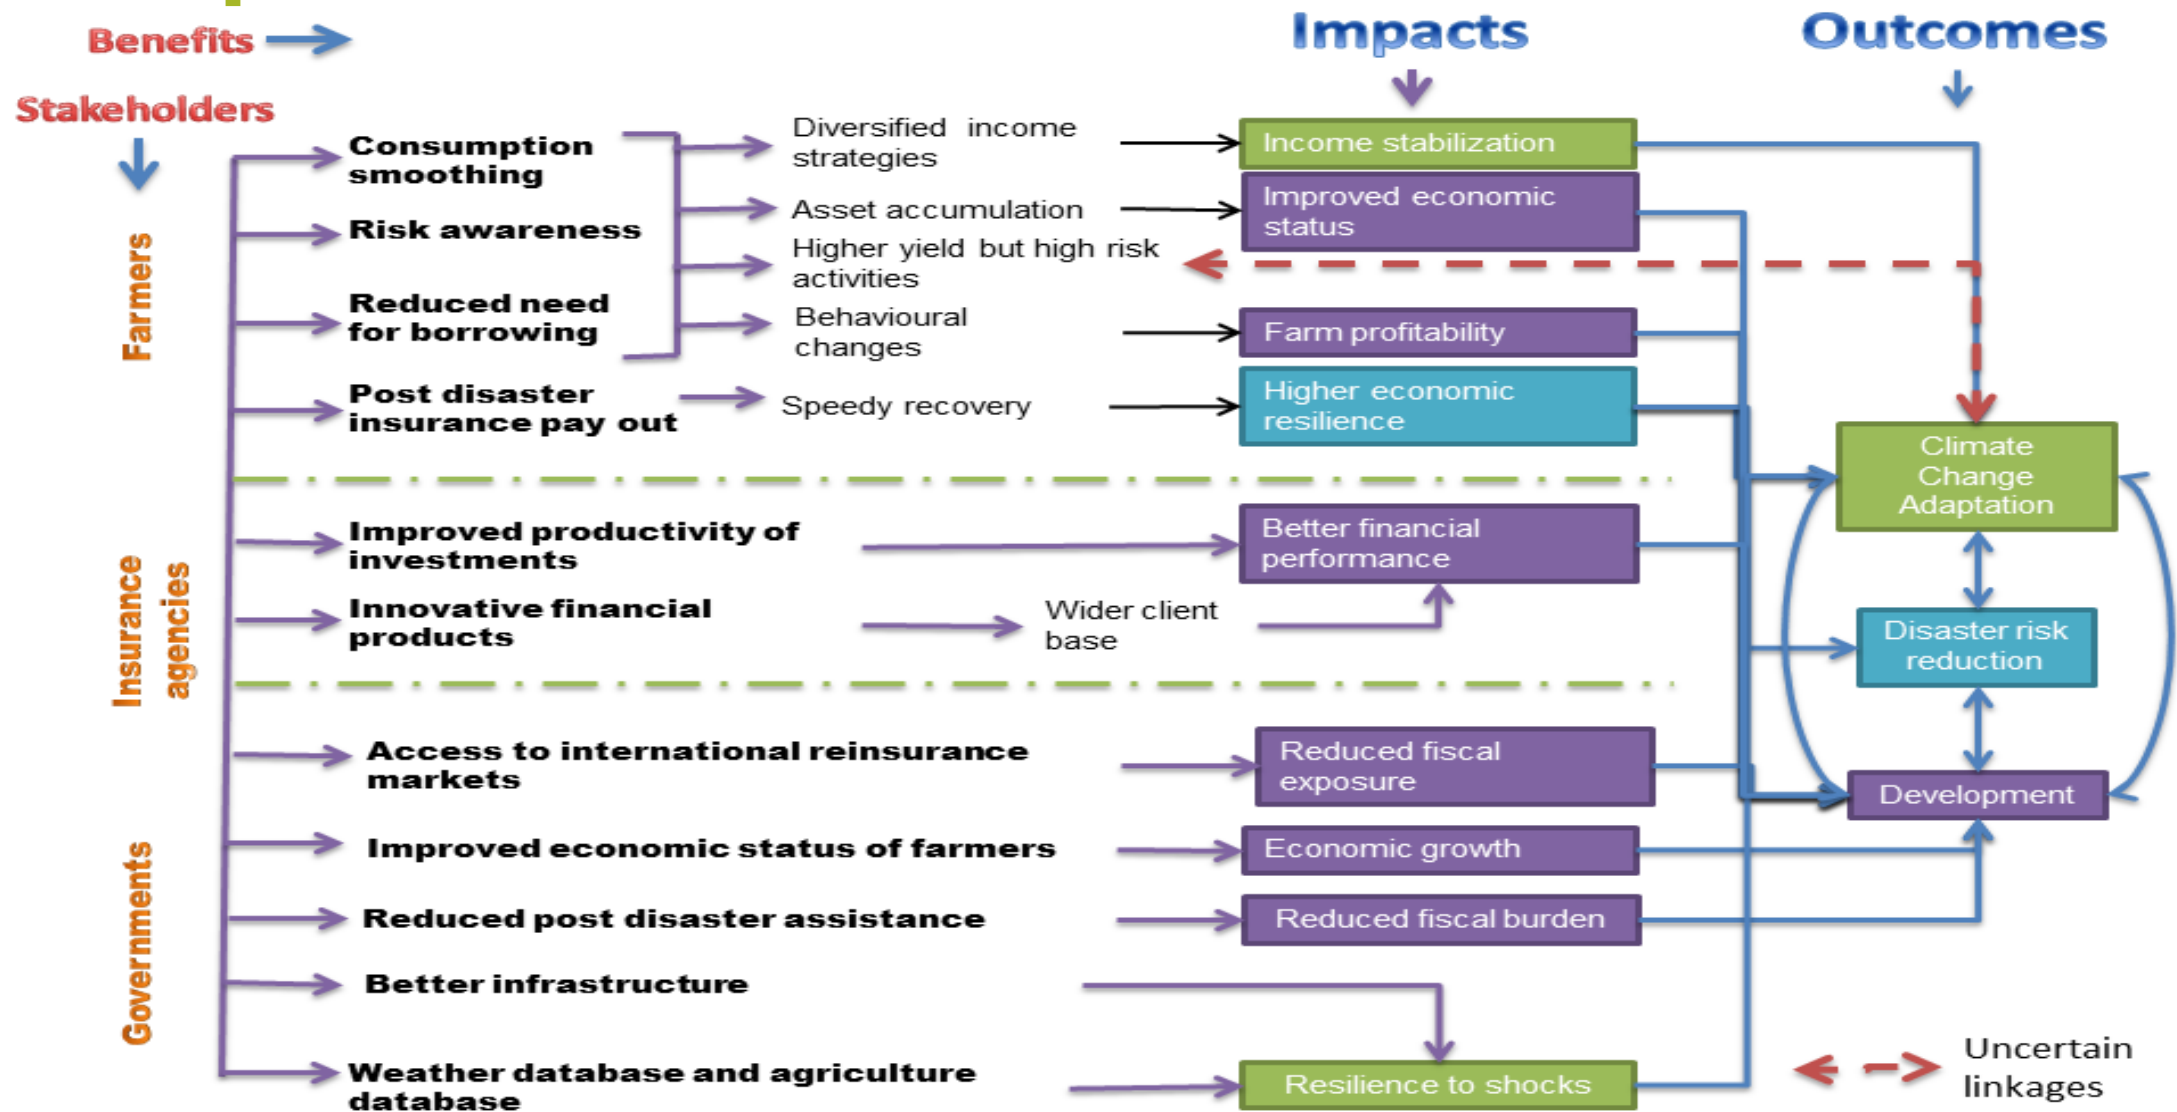 Benefits
Impacts
Outcomes
Stakeholders
Farmers
Consumption
smoothing
Risk awareness
Reduced need
for borrowing
Post disaster
insurance pay out
Diversified income
strategies
Asset accumulation
Higher yield but high risk
activities
Behavioural
changes
Speedy recovery
Income stabilization
Improved economic
status
Farm profitability
Higher economic
resilience
Insurance
agencies
Improved productivity of
investments
Innovative financial
products
Wider client
base
Better financial
performance
Governments
Access to international reinsurance
markets
Improved economic status of farmers
Reduced post disaster assistance
Better infrastructure
Weather database and agriculture
database
Reduced fiscal
exposure
Economic growth
Reduced fiscal burden
Resilience to shocks
Climate
Change
Adaptation
Disaster risk
reduction
Development
Uncertain
linkages